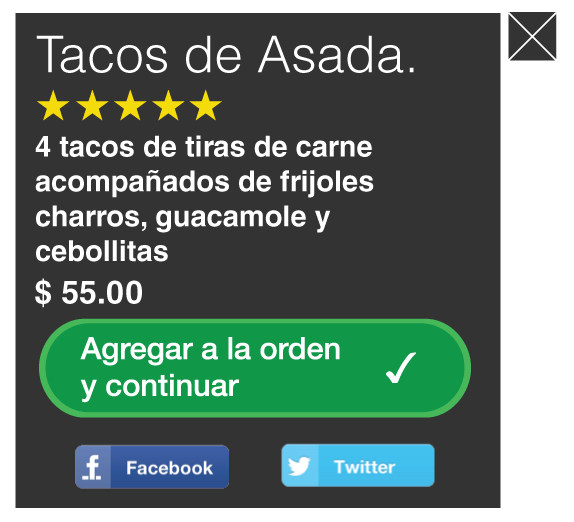 Tacos de Asada.
4 tacos de tiras de carne
acompañados de frijoles
charros, guacamole y
cebollitas
$ 55.00
Agregar a la orden
y continuar
Facebook
Twitter